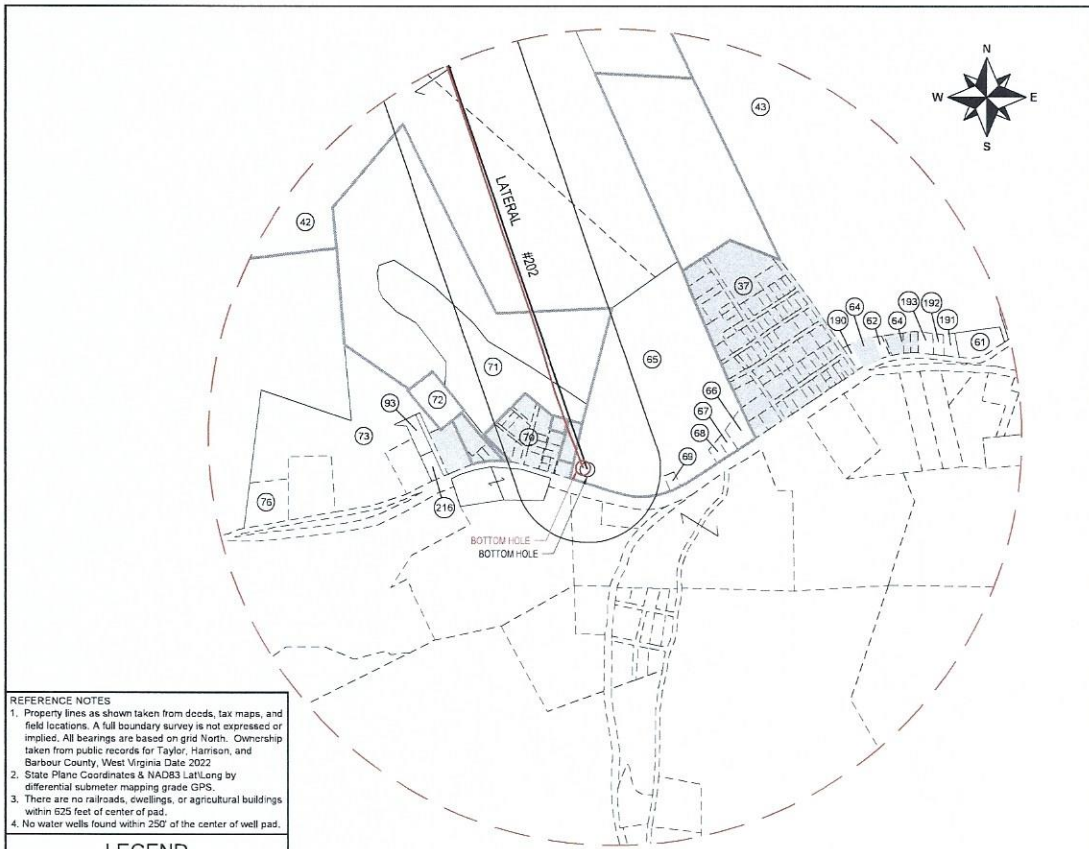 N
W E
S
43
42
LATERAL
#202
37
193
192
64
64
62
191
190
61
65
71
66
72
67
93
68
70
73
69
76
216
BOTTOM HOLE
BOTTOM HOLE
REFERENCE NOTES
1. Property lines as shown taken from deeds, tax maps, and
field locations. A full boundary survey is not expressed or
implied. All bearings are based on grid North. Ownership
taken from public records for Taylor, Harrison, and
Barbour County, West Virginia Date 2022
2. State Plane Coordinates & NAD83 Lat\Long by
differential submeter mapping grade GPS.
3. There are no railroads, dwellings, or agricultural buildings
within 625 feet of center of pad.
4. No water wells found within 250' of the center of well pad.
LEGEND